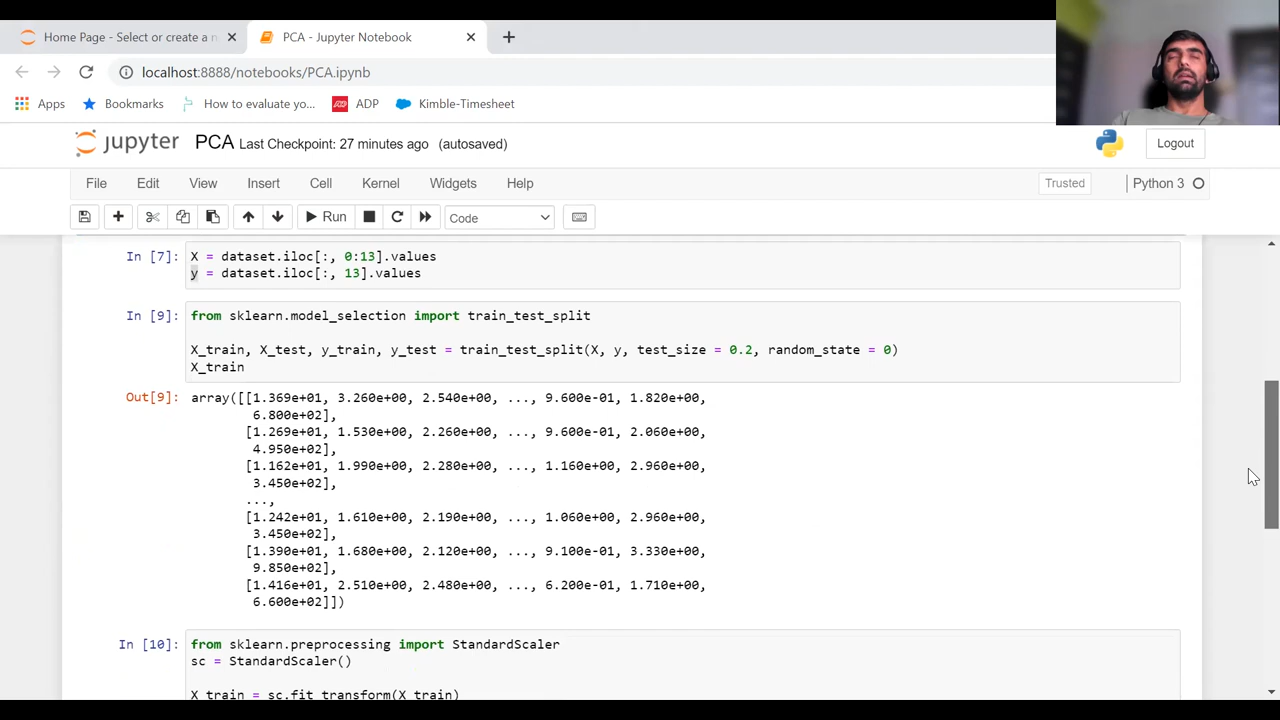 Home Page - Select or create a n
PCA - Jupyter Notebook
localhost:8888/notebooks/PCA.ipynb
Apps
Bookmarks
How to evaluate yo...
ADP
ADP
Kimble-Timesheet
jupyter
PCA Last Checkpoint: 27 minutes ago (autosaved)
Logout
File Edit View Insert Cell Kernel Widgets Help
Trusted
Python 3
Run
Code
In [7]: X = dataset.iloc[:, 0:13].values
y = dataset.iloc[:, 13].values
In [9]: from sklearn.model_selection import train_test_split
X_train, X_test, y_train, y_test = train_test_split(X, y, test_size = 0.2, random_state = 0)
X_train
Out[9]: array([[1.369e+01, 3.260e+00, 2.540e+00, ..., 9.600e-01, 1.820e+00,
6.800e+02],
[1.269e+01, 1.530e+00, 2.260e+00, ..., 9.600e-01, 2.060e+00,
4.950e+02],
[1.162e+01, 1.990e+00, 2.280e+00, ..., 1.160e+00, 2.960e+00,
3.450e+02],
...,
[1.242e+01, 1.610e+00, 2.190e+00, ..., 1.060e+00, 2.960e+00,
3.450e+02],
[1.390e+01, 1.680e+00, 2.120e+00, ..., 9.100e-01, 3.330e+00,
9.850e+02],
[1.416e+01, 2.510e+00, 2.480e+00, ..., 6.200e-01, 1.710e+00,
6.600e+02]])
In [10]: from sklearn.preprocessing import StandardScaler
sc = StandardScaler()
X_train = sc.fit_transform(X_train)